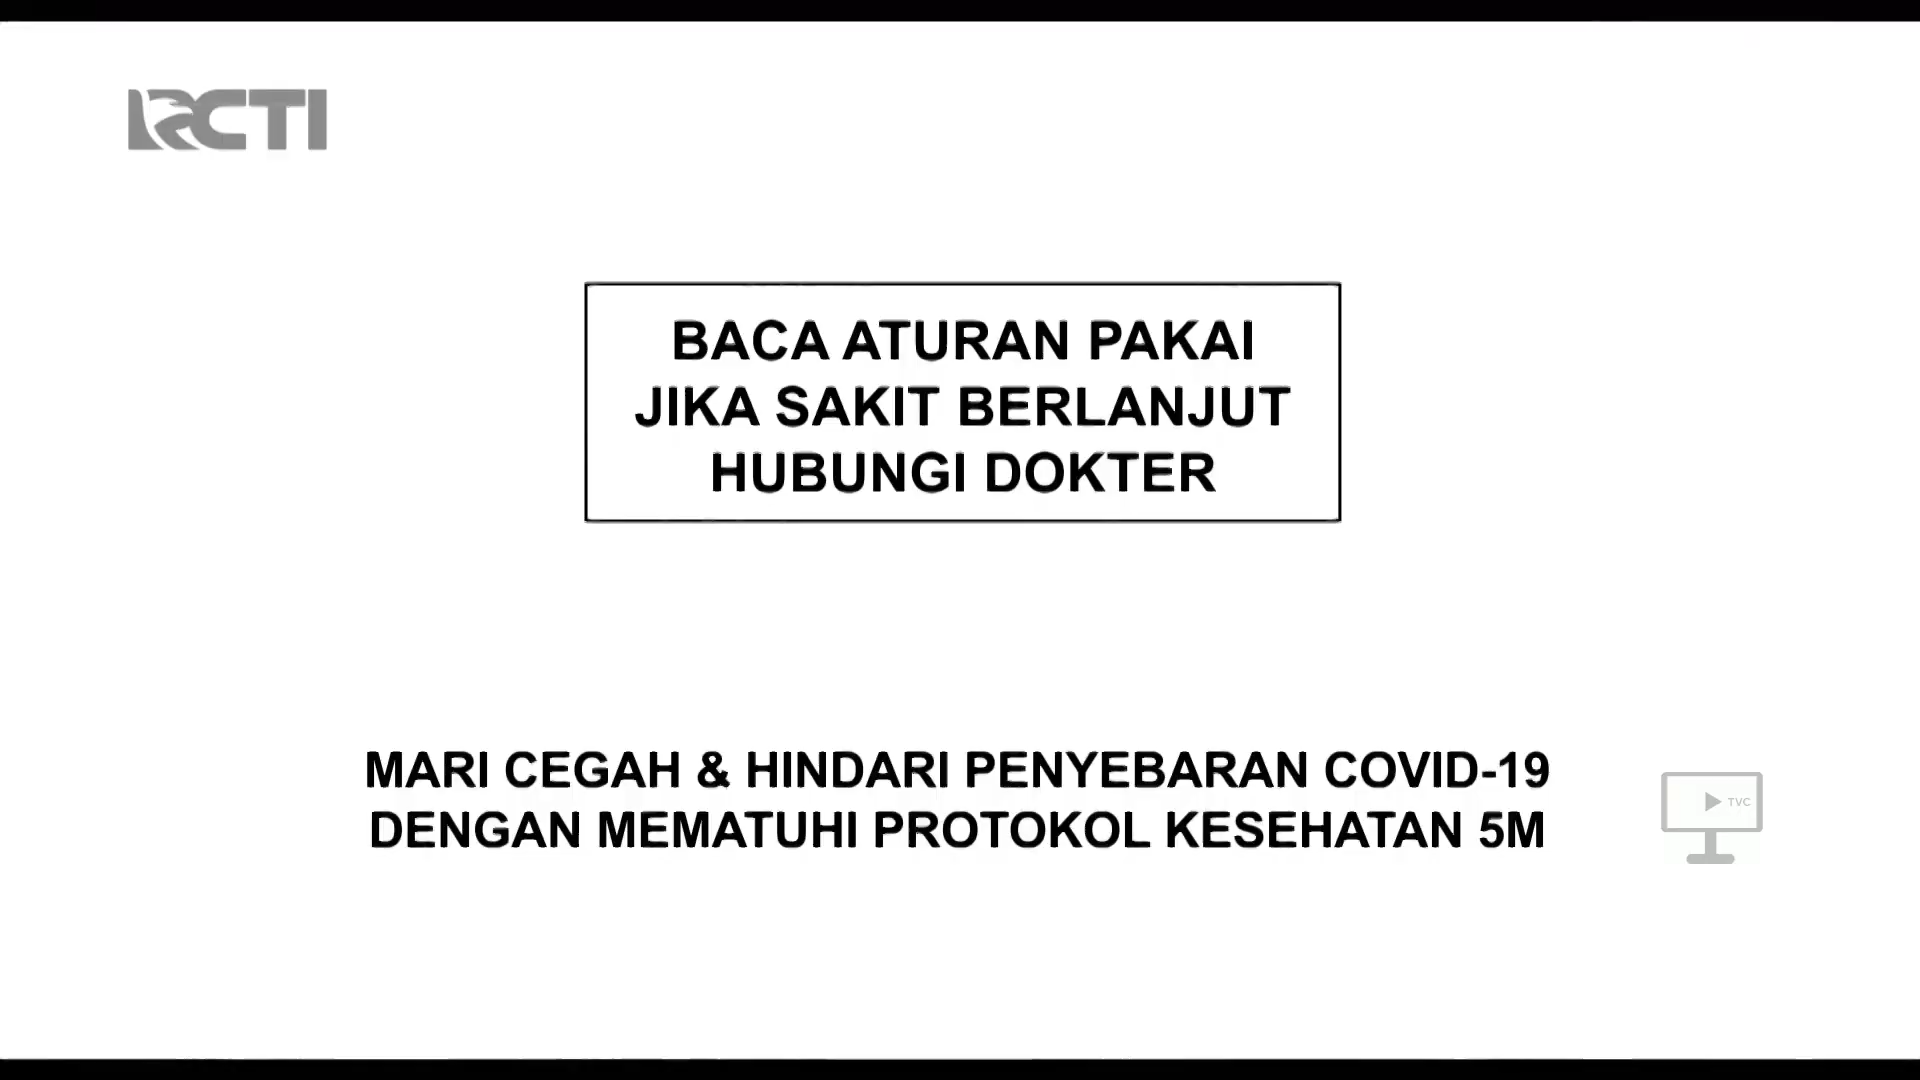 RCTI
BACA ATURAN PAKAI
JIKA SAKIT BERLANJUT
HUBUNGI DOKTER
MARI CEGAH & HINDARI PENYEBARAN COVID-19
DENGAN MEMATUHI PROTOKOL KESEHATAN 5M
TVC